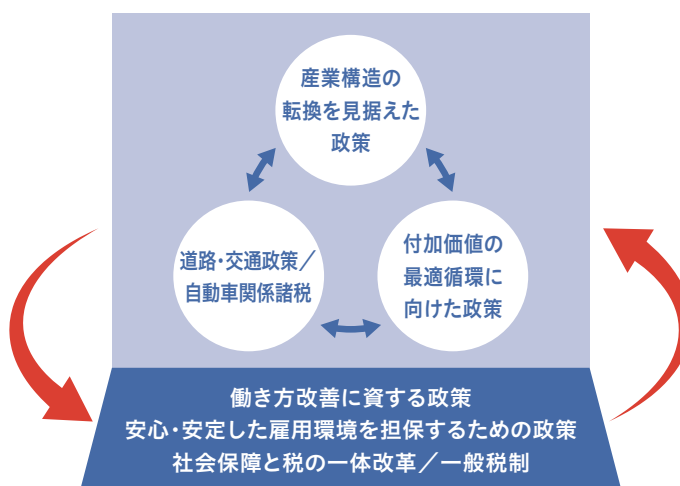 産業構造の
転換を見据えた
政策
道路・交通政策／
自動車関係諸税
付加価値の
最適循環に
向けた政策
働き方改善に資する政策
安心・安定した雇用環境を担保するための政策
社会保障と税の一体改革／一般税制